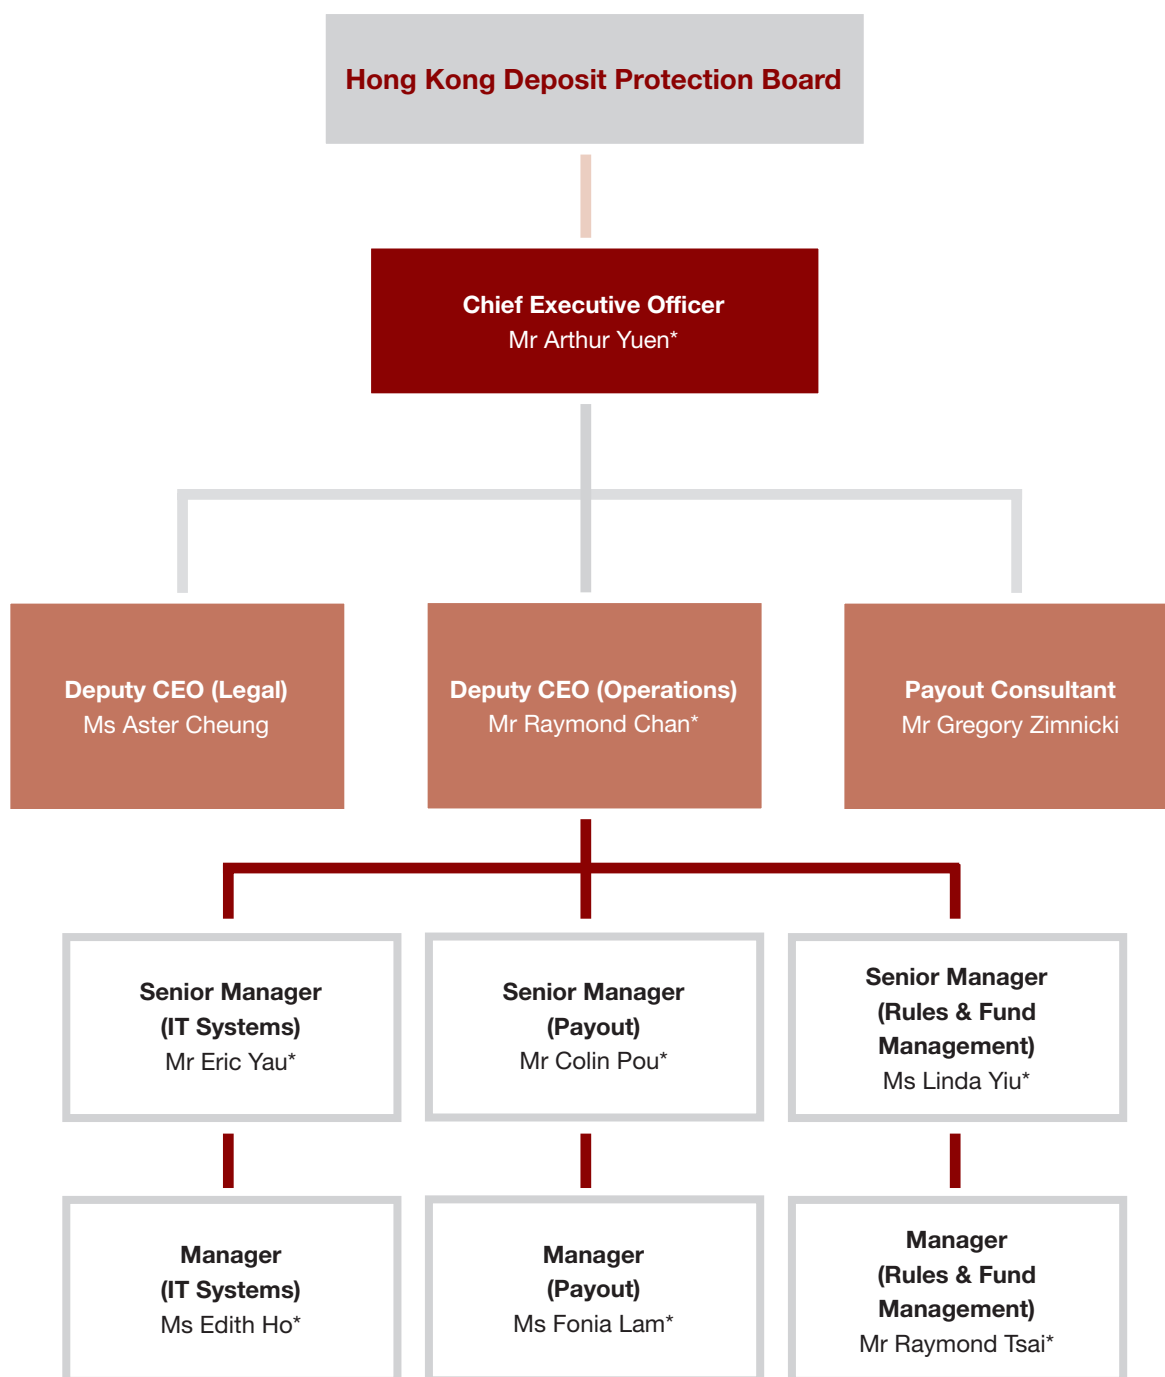 Hong Kong Deposit Protection Board
Chief Executive Officer
Mr Arthur Yuen*
Deputy CEO (Legal)
Ms Aster Cheung
Deputy CEO (Operations)
Mr Raymond Chan*
Payout Consultant
Mr Gregory Zimnicki
Senior Manager
(IT Systems)
Mr Eric Yau*
Senior Manager
(Payout)
Mr Colin Pou*
Senior Manager
(Rules & Fund
Management)
Ms Linda Yiu*
Manager
(IT Systems)
Ms Edith Ho*
Manager
(Payout)
Ms Fonia Lam*
Manager
(Rules & Fund
Management)
Mr Raymond Tsai*